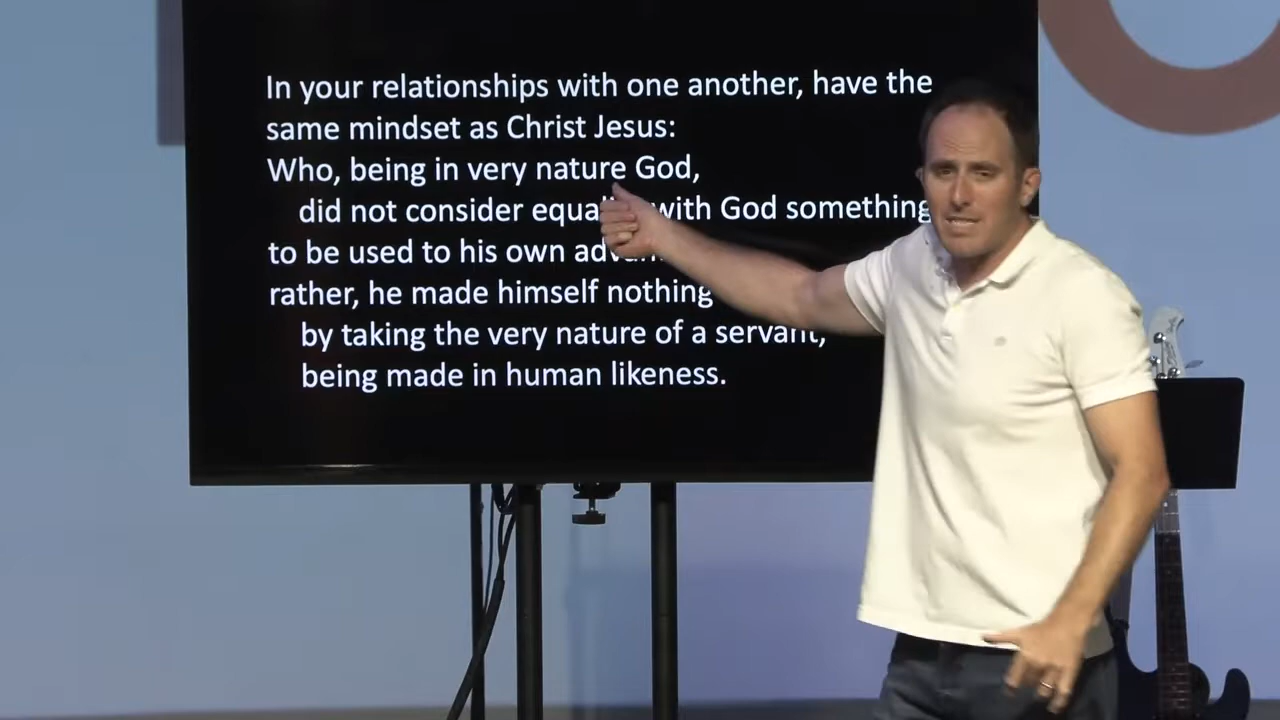 In your relationships with one another, have the
same mindset as Christ Jesus:
Who, being in very nature God,
did not consider with God something
to be used to his own
rather, he made himself nothing
by taking the very nature of a servant,
being made in human likeness.